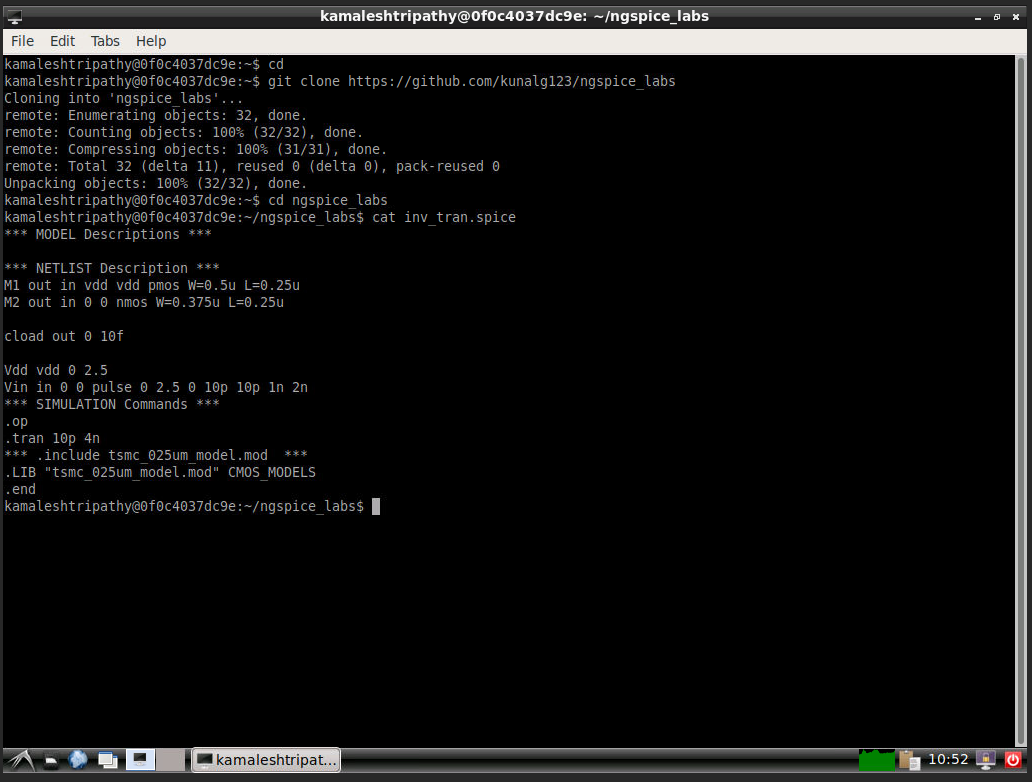 kamaleshtripathy@0f0c4037dc9e: ~/ngspice_labs
File Edit Tabs Help
kamaleshtripathy@0f0c4037dc9e:~$ cd
kamaleshtripathy@0f0c4037dc9e:~$ git clone https://github.com/kunalg123/ngspice_labs
Cloning into 'ngspice_labs'...
remote: Enumerating objects: 32, done.
remote: Counting objects: 100% (32/32), done.
remote: Compressing objects: 100% (31/31), done.
remote: Total 32 (delta 11), reused 0 (delta 0), pack-reused 0
Unpacking objects: 100% (32/32), done.
kamaleshtripathy@0f0c4037dc9e:~$ cd ngspice_labs
kamaleshtripathy@0f0c4037dc9e:~/ngspice_labs$ cat inv_tran.spice
*** MODEL Descriptions ***
*** NETLIST Description ***
M1 out in vdd vdd pmos W=0.5u L=0.25u
M2 out in 0 0 nmos W=0.375u L=0.25u
cload out 0 10f
Vdd vdd 0 2.5
Vin in 0 0 pulse 0 2.5 0 10p 10p 1n 2n
*** SIMULATION Commands ***
.op
.tran 10p 4n
*** .include tsmc_025um_model.mod  ***
.LIB "tsmc_025um_model.mod" CMOS_MODELS
.end
kamaleshtripathy@0f0c4037dc9e:~/ngspice_labs$
kamaleshtripat...
10:52